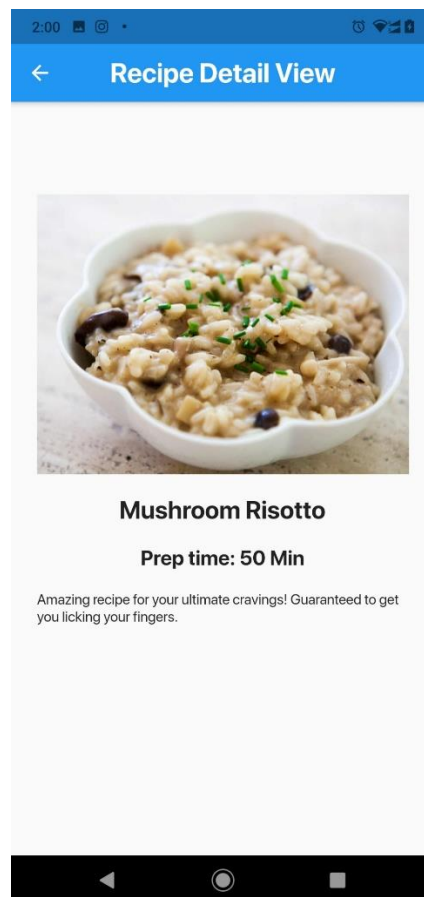 2:00
Recipe Detail View
Mushroom Risotto
Prep time: 50 Min
Amazing recipe for your ultimate cravings! Guaranteed to get
you licking your fingers.